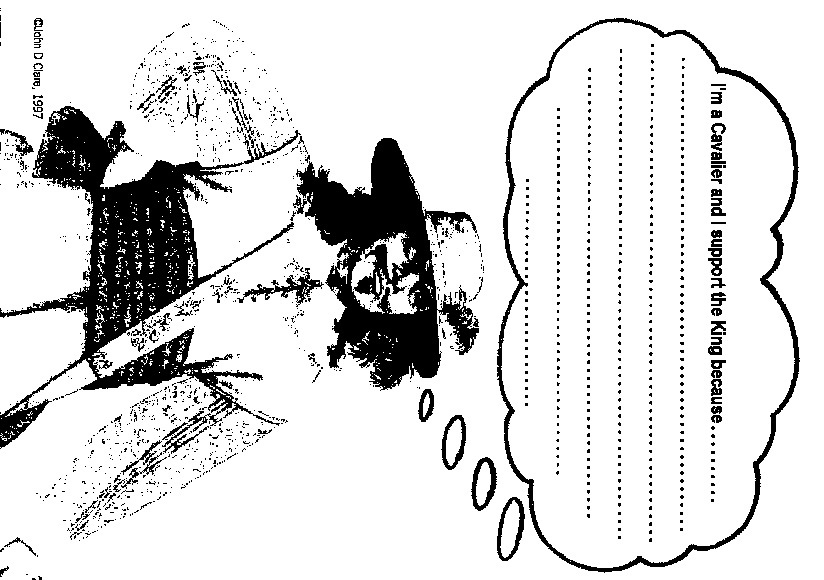 I'm a Cavalier and I support the King because...........
©John D Clare, 1997